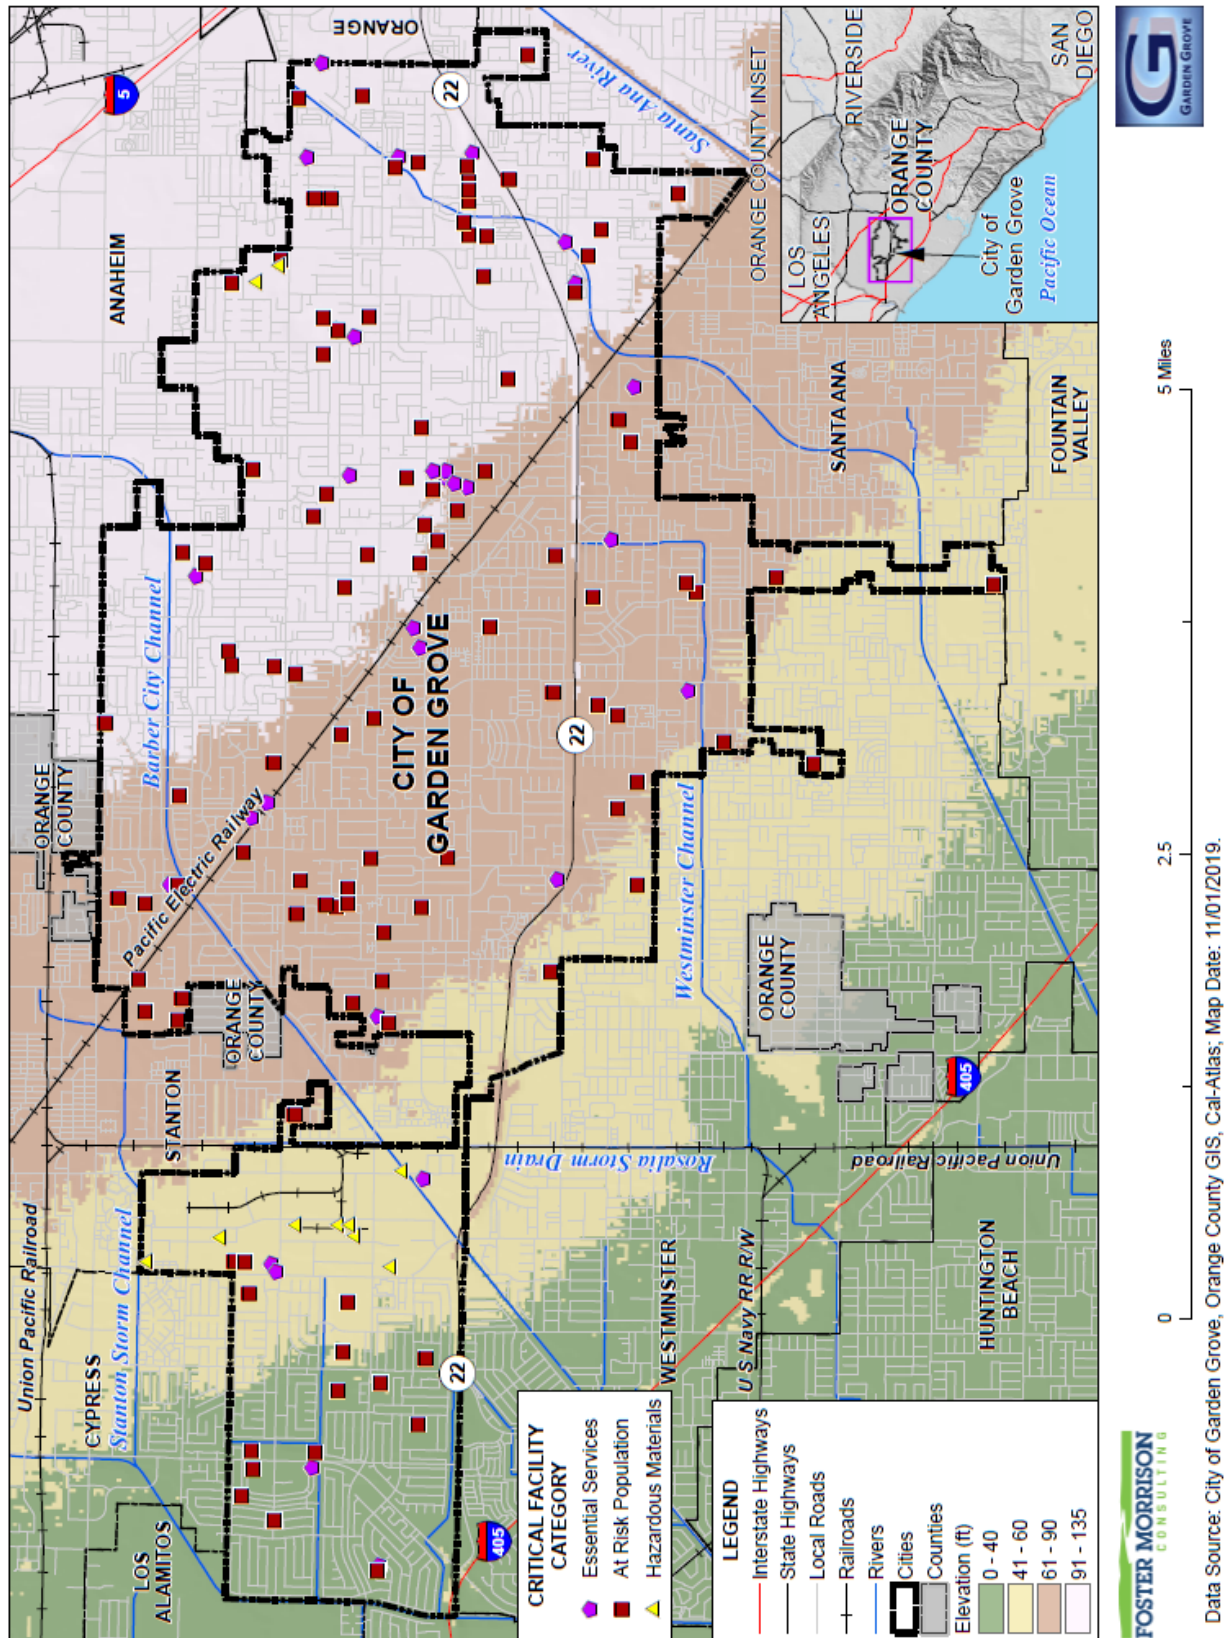 Union Pacific Railroad
CYPRESS
Stanton Storm Channel
LOS
ALAMITOS
STANTON
ORANGE
COUNTY
ORANGE
COUNTY
Barber City Channel
Pacific Electric Railway
ANAHEIM
5
ORANGE
22
Santa Ana River
CITY OF
GARDEN GROVE
22
22
405
Rosalia Storm Drain
Westminster Channel
WESTMINSTER
U S Navy RR R/W
Union Pacific Railroad
405
ORANGE
COUNTY
HUNTINGTON
BEACH
SANTA ANA
FOUNTAIN
VALLEY
ORANGE COUNTY INSET
LOS
ANGELES
RIVERSIDE
ORANGE
COUNTY
City of
Garden Grove
Pacific Ocean
SAN
DIEGO
CRITICAL FACILITY
CATEGORY
Essential Services
At Risk Population
Hazardous Materials
LEGEND
Interstate Highways
State Highways
Local Roads
Railroads
Rivers
Cities
Counties
Elevation (ft)
0 - 40
41 - 60
61 - 90
91 - 135
FOSTER MORRISON
CONSULTING
0 2.5 5 Miles
G
GARDEN GROVE
Data Source: City of Garden Grove, Orange County GIS, Cal-Atlas; Map Date: 11/01/2019.